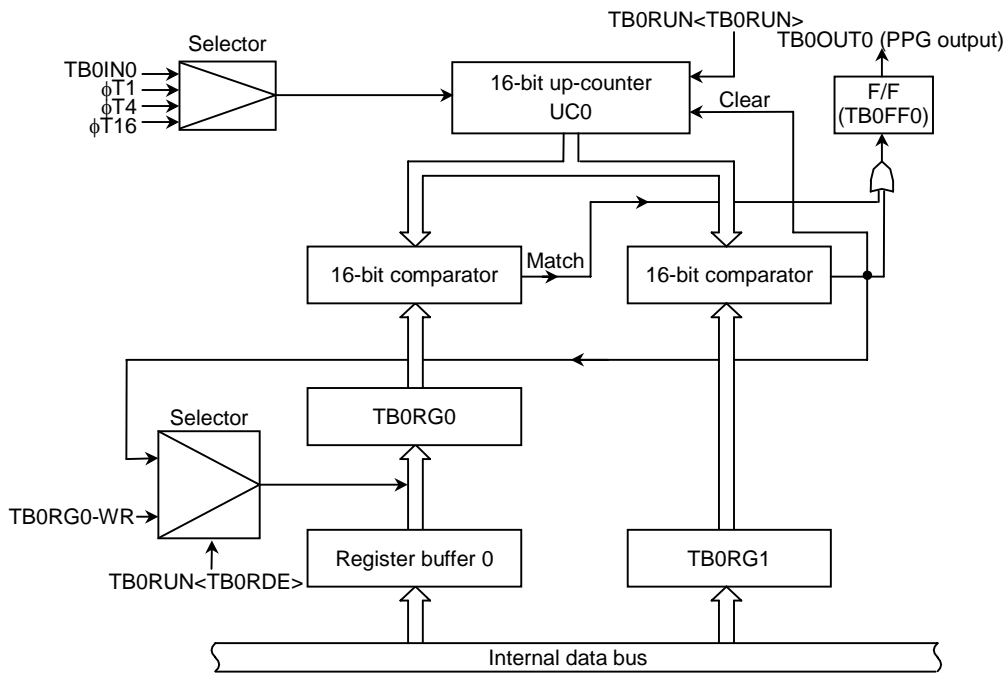 TB0RUN<TB0RUN>
TB0OUT0 (PPG output)
Selector
TB0IN0
φT1
φT4
φT16
16-bit up-counter
UC0
Clear
F/F
(TB0FF0)
16-bit comparator
Match
16-bit comparator
TB0RG0
Selector
TB0RG0-WR
TB0RUN<TB0RDE>
Register buffer 0
TB0RG1
Internal data bus